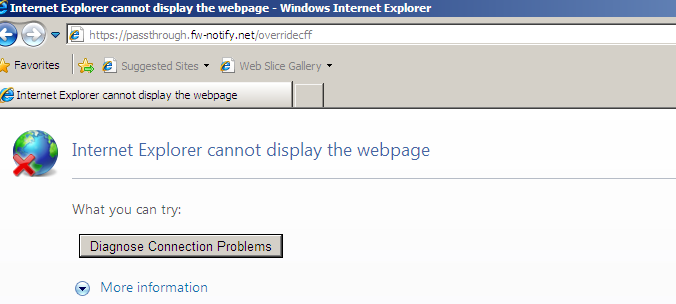 Internet Explorer cannot display the webpage - Windows Internet Explorer
https://passthrough.fw-notify.net/overridecff
Favorites Suggested Sites Web Slice Gallery
Internet Explorer cannot display the webpage
Internet Explorer cannot display the webpage
What you can try:
Diagnose Connection Problems
More information